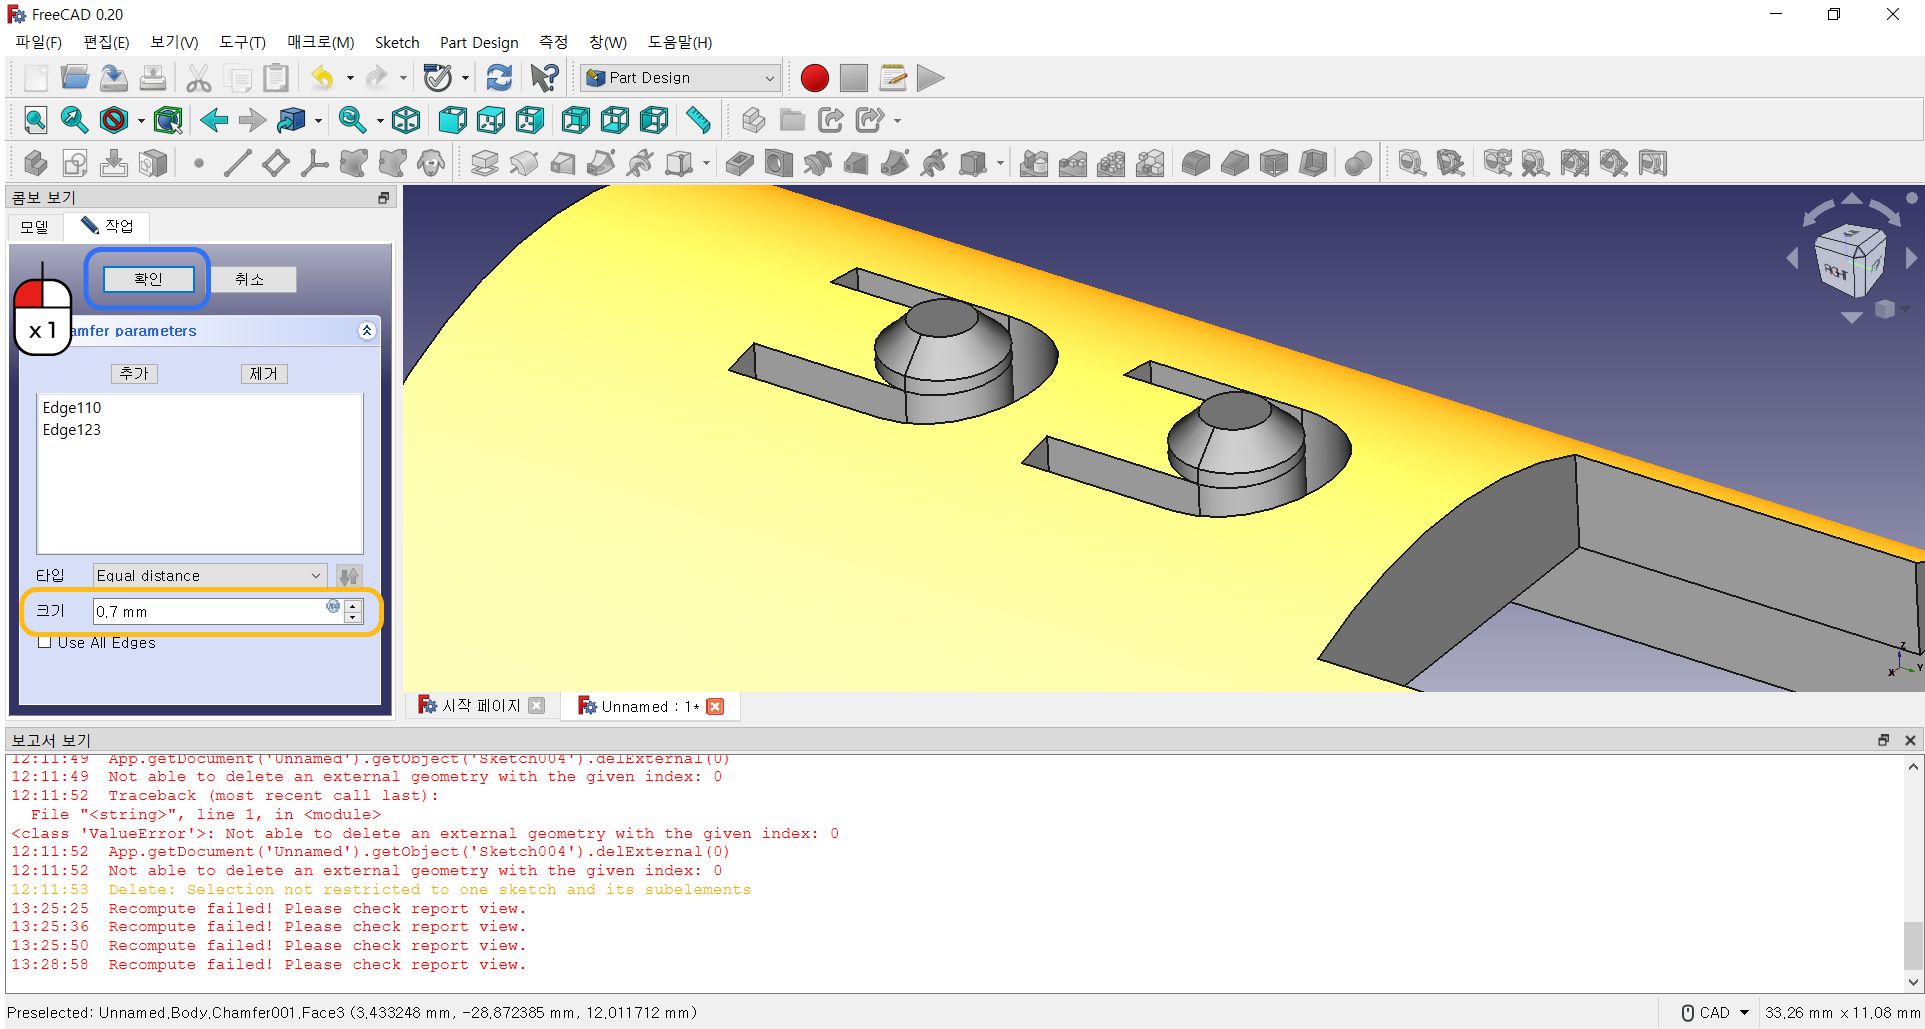 FreeCAD 0.20
파일(F) 편집(E) 보기(V) 도구(T) 매크로(M) Sketch Part Design 측정 창(W) 도움말(H)
Part Design
콤보 보기
모델 작업
확인 취소
x 1
amfer parameters
추가 제거
Edge110
Edge123
타입 Equal distance
크기 0.7 mm
Use All Edges
RIGHT
Z
X Y
시작 페이지 Unnamed : 1*
보고서 보기
12:11:49 App.getDocument('Unnamed').getObject('Sketch004').delExternal(0)
12:11:49 Not able to delete an external geometry with the given index: 0
12:11:52 Traceback (most recent call last):
File "<string>", line 1, in <module>
<class 'ValueError'>: Not able to delete an external geometry with the given index: 0
12:11:52 App.getDocument('Unnamed').getObject('Sketch004').delExternal(0)
12:11:52 Not able to delete an external geometry with the given index: 0
12:11:53 Delete: Selection not restricted to one sketch and its subelements
13:25:25 Recompute failed! Please check report view.
13:25:36 Recompute failed! Please check report view.
13:25:50 Recompute failed! Please check report view.
13:28:58 Recompute failed! Please check report view.
Preselected: Unnamed.Body.Chamfer001.Face3 (3.433248 mm, -28.872385 mm, 12.011712 mm) CAD 33.26 mm x 11.08 mm